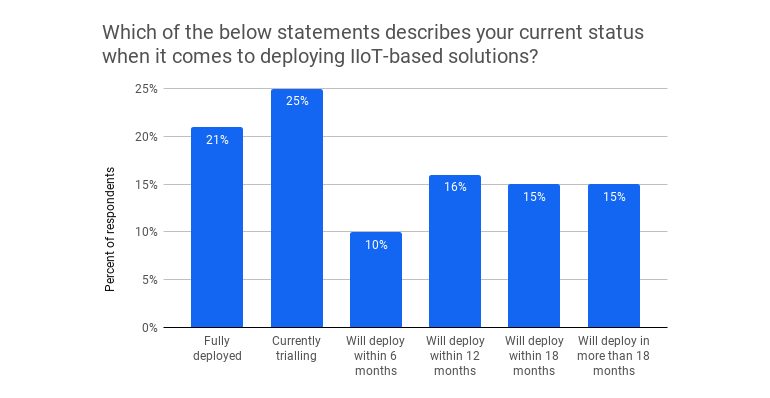 Which of the below statements describes your current status
when it comes to deploying IIoT-based solutions?
Percent of respondents
25%
20%
15%
10%
5%
0%
21%
25%
10%
16%
15%
15%
Fully
deployed
Currently
trialling
Will deploy
within 6
months
Will deploy
within 12
months
Will deploy
within 18
months
Will deploy in
more than 18
months